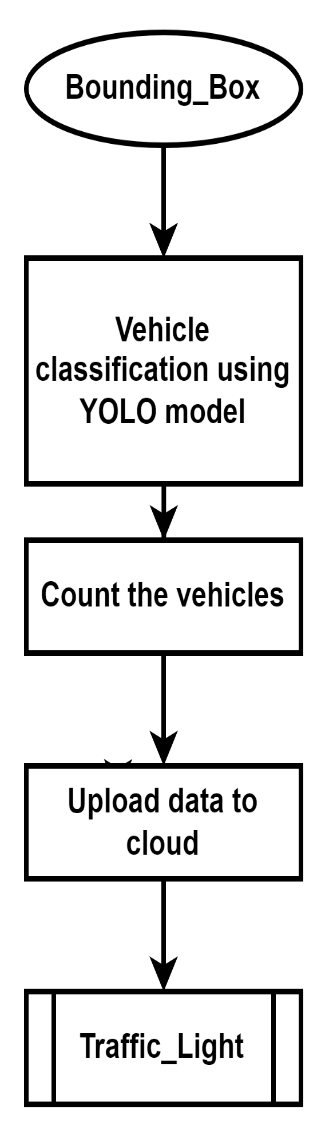 Bounding_Box
Vehicle
classification using
YOLO model
Count the vehicles
Upload data to
cloud
Traffic_Light